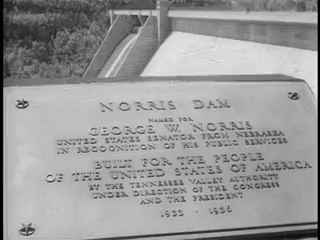 NORRIS DAM
NAMED FOR
GEORGE W. NORRIS
UNITED STATES SENATOR FROM NEBRASKA
IN RECOGNITION OF HIS PUBLIC SERVICES
BUILT FOR THE PEOPLE
OF THE UNITED STATES OF AMERICA
BY THE TENNESSEE VALLEY AUTHORITY
UNDER DIRECTION OF THE CONGRESS
AND THE PRESIDENT
1933 · 1936